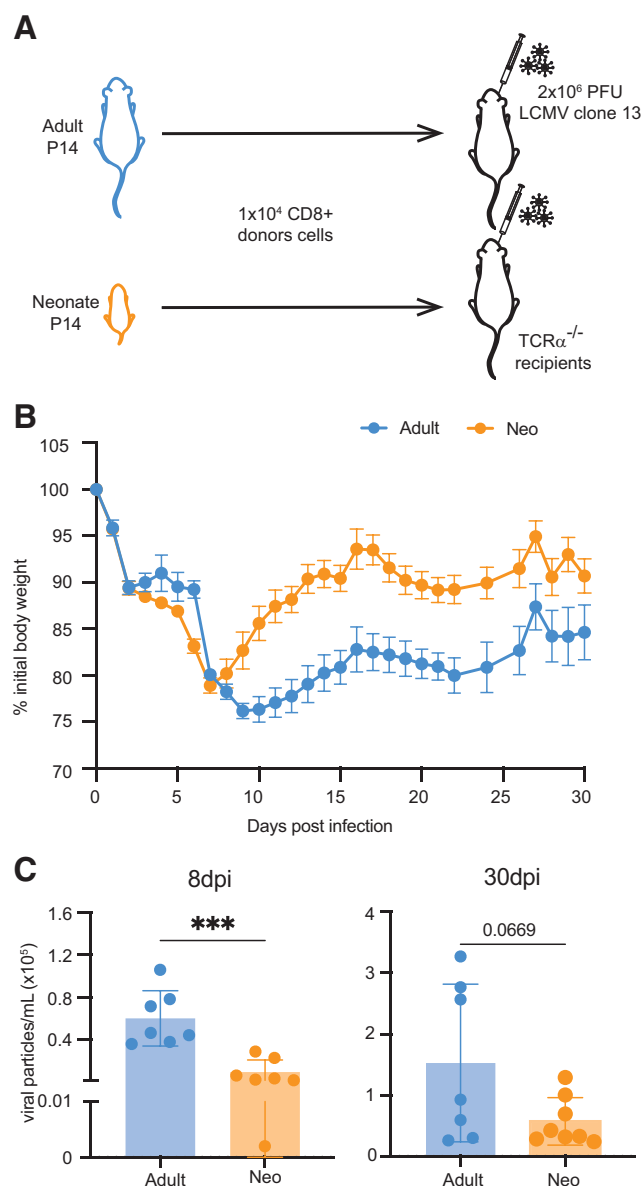 A
Adult
P14
2x10⁶ PFU
LCMV clone 13
1x10⁴ CD8+
donors cells
Neonate
P14
TCRα⁻/⁻
recipients
B
Adult
Neo
105
100
95
90
85
80
75
70
% initial body weight
0
5
10
15
20
25
30
Days post infection
C
8dpi
1.6
1.2
0.8
0.4
0.01
0
viral particles/mL (x10⁵)
***
Adult
Neo
30dpi
4
3
2
1
0
0.0669
Adult
Neo